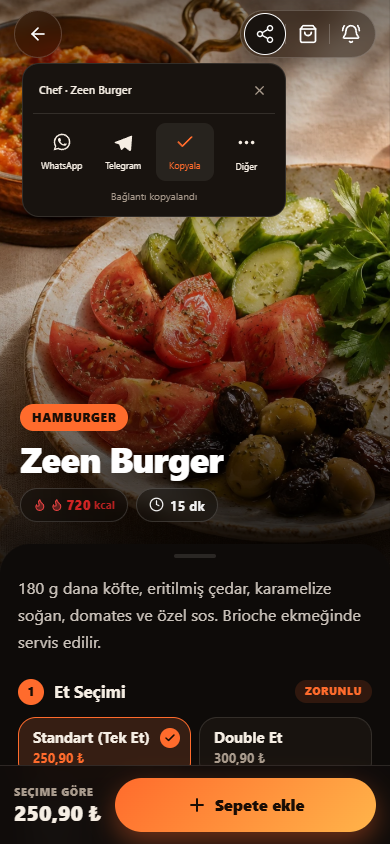 Chef · Zeen Burger
WhatsApp Telegram Kopyala Diğer
Bağlantı kopyalandı
HAMBURGER
Zeen Burger
720 kcal 15 dk
180 g dana köfte, eritilmiş çedar, karamelize
soğan, domates ve özel sos. Brioche ekmeğinde
servis edilir.
1 Et Seçimi ZORUNLU
Standart (Tek Et) Double Et
250,90 ₺ 300,90 ₺
SEÇİME GÖRE
250,90 ₺
Sepete ekle